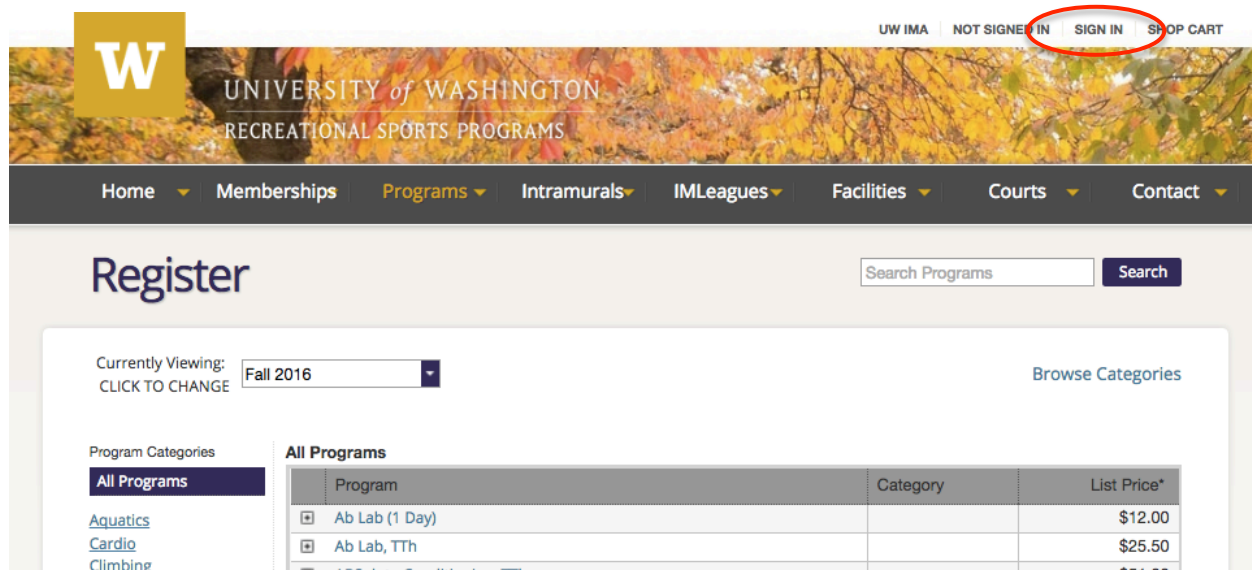 UW IMA NOT SIGNED IN SIGN IN SHOP CART
W
UNIVERSITY of WASHINGTON
RECREATIONAL SPORTS PROGRAMS
Home Memberships Programs Intramurals IMLeagues Facilities Courts Contact
Register
Search Programs Search
Currently Viewing:
CLICK TO CHANGE
Fall 2016
Browse Categories
Program Categories
All Programs
Aquatics
Cardio
Climbing
All Programs
Program Category List Price*
Ab Lab (1 Day) $12.00
Ab Lab, TTh $25.50